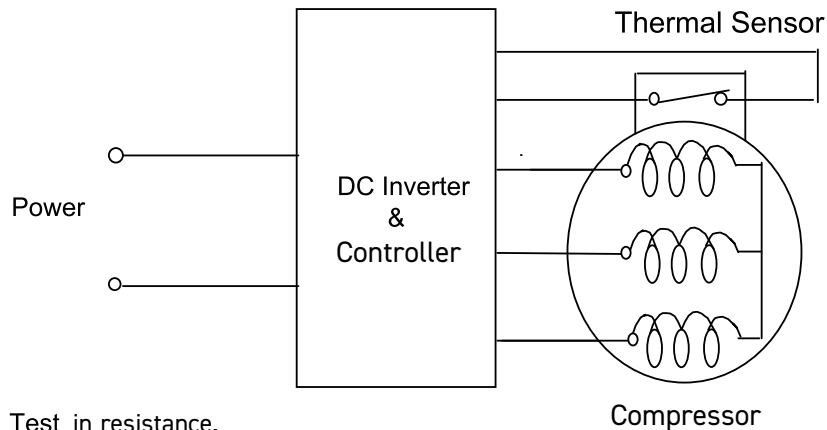 Thermal Sensor
DC Inverter
&
Controller
Power
Compressor
Test in resistance.